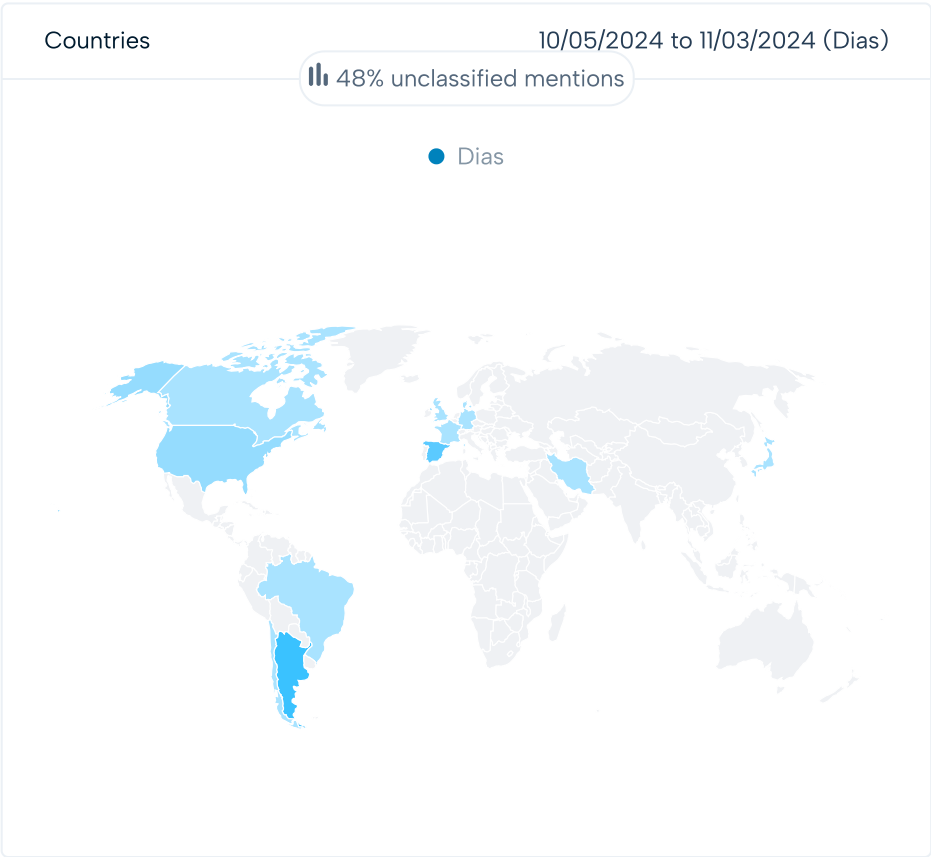 Countries
10/05/2024 to 11/03/2024 (Dias)
48% unclassified mentions
Dias